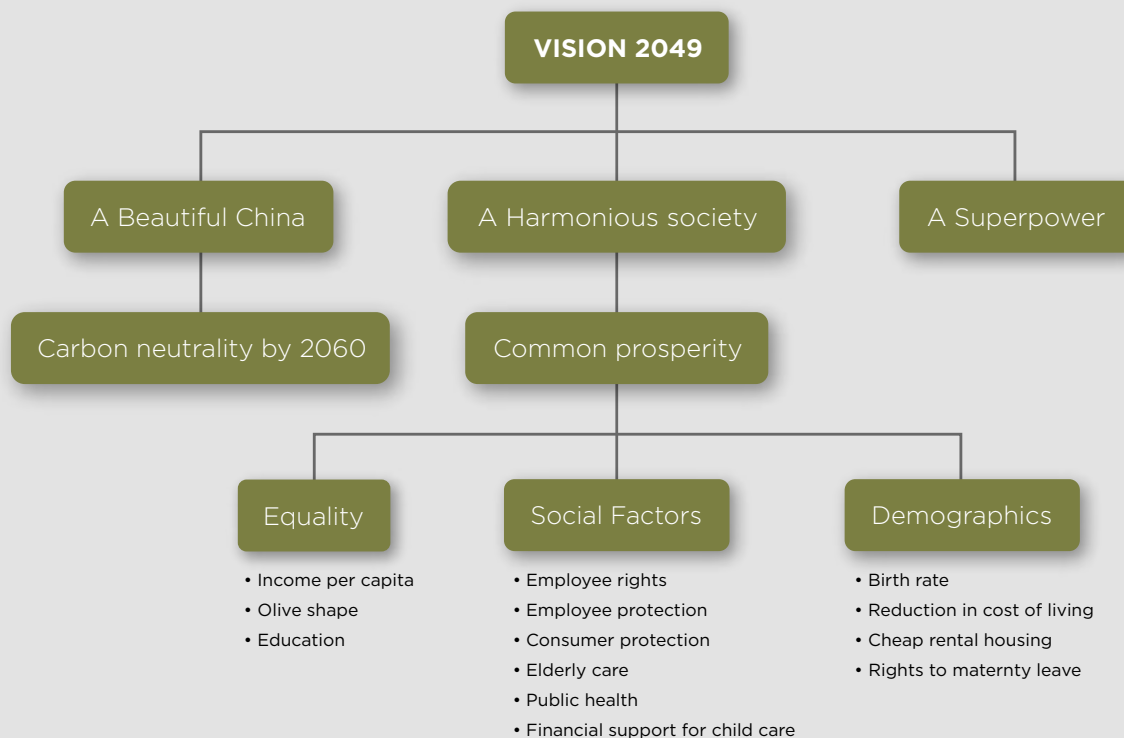 VISION 2049
A Beautiful China
A Harmonious society
A Superpower
Carbon neutrality by 2060
Common prosperity
Equality
• Income per capita
• Olive shape
• Education
Social Factors
• Employee rights
• Employee protection
• Consumer protection
• Elderly care
• Public health
• Financial support for child care
Demographics
• Birth rate
• Reduction in cost of living
• Cheap rental housing
• Rights to maternty leave